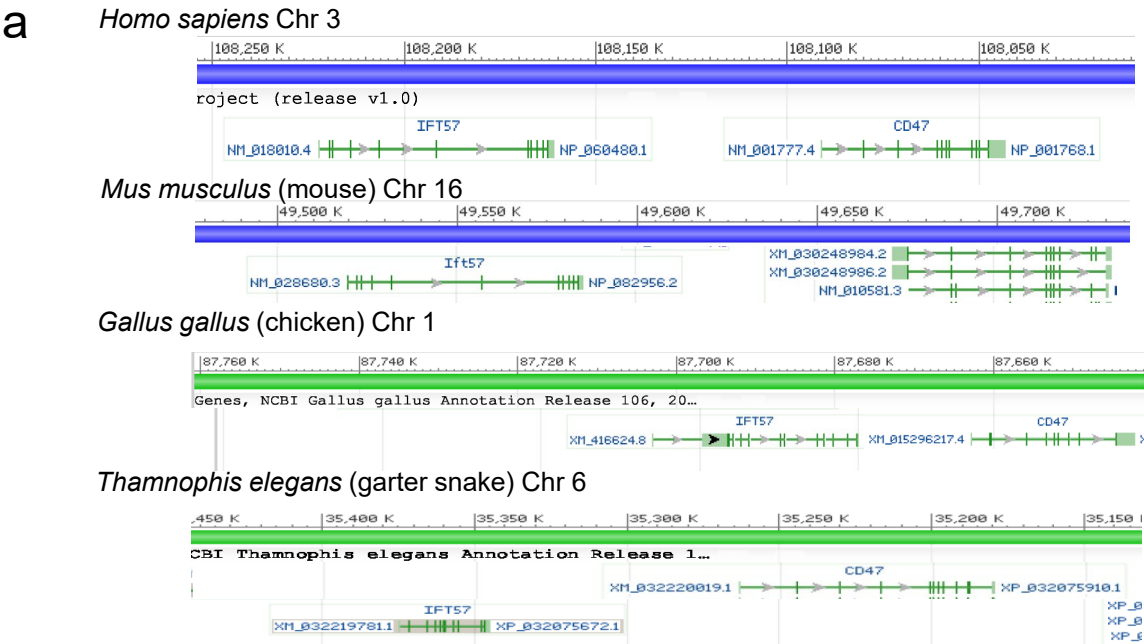 a
Homo sapiens Chr 3
108,250 K 108,200 K 108,150 K 108,100 K 108,050 K
roject (release v1.0)
IFT57 CD47
NM_018010.4 NP_060480.1 NM_001777.4 NP_001768.1
Mus musculus (mouse) Chr 16
49,500 K 49,550 K 49,600 K 49,650 K 49,700 K
XM_030248984.2
Ift57 XM_030248986.2
NM_028680.3 NP_082956.2 NM_010581.3
Gallus gallus (chicken) Chr 1
87,760 K 87,740 K 87,720 K 87,700 K 87,680 K 87,660 K
Genes, NCBI Gallus gallus Annotation Release 106, 20…
IFT57 CD47
XM_416624.8 XM_015296217.4
Thamnophis elegans (garter snake) Chr 6
,450 K 35,400 K 35,350 K 35,300 K 35,250 K 35,200 K 35,150
CBI Thamnophis elegans Annotation Release 1…
CD47
XM_032220019.1 XP_032075910.1
IFT57
XM_032219781.1 XP_032075672.1
XP_0
XP_0
XP_0